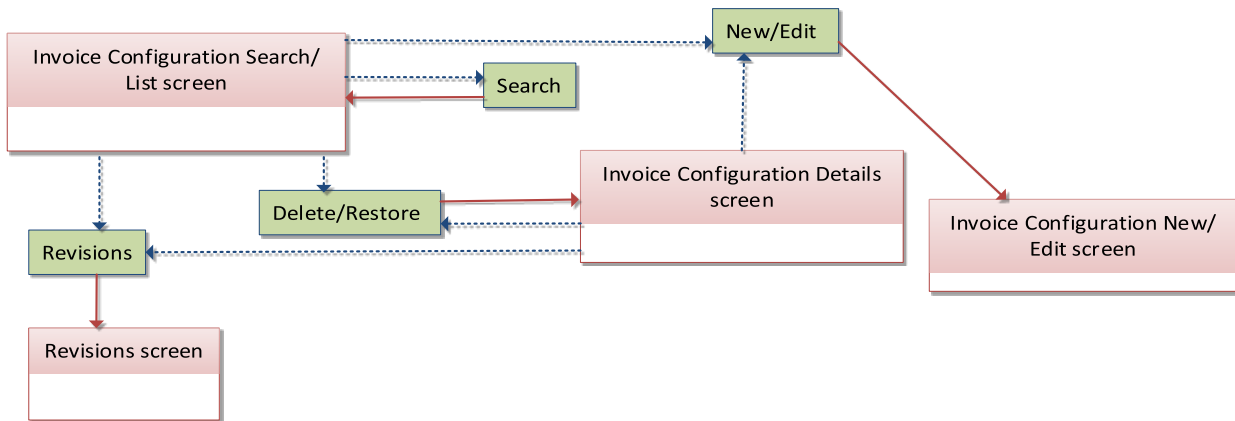 New/Edit
Invoice Configuration Search/
List screen
Search
Invoice Configuration Details
screen
Delete/Restore
Invoice Configuration New/
Edit screen
Revisions
Revisions screen